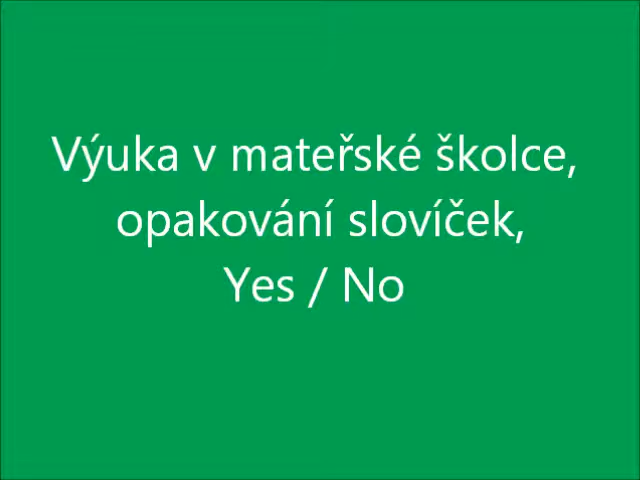 Výuka v mateřské školce,
opakování slovíček,
Yes / No